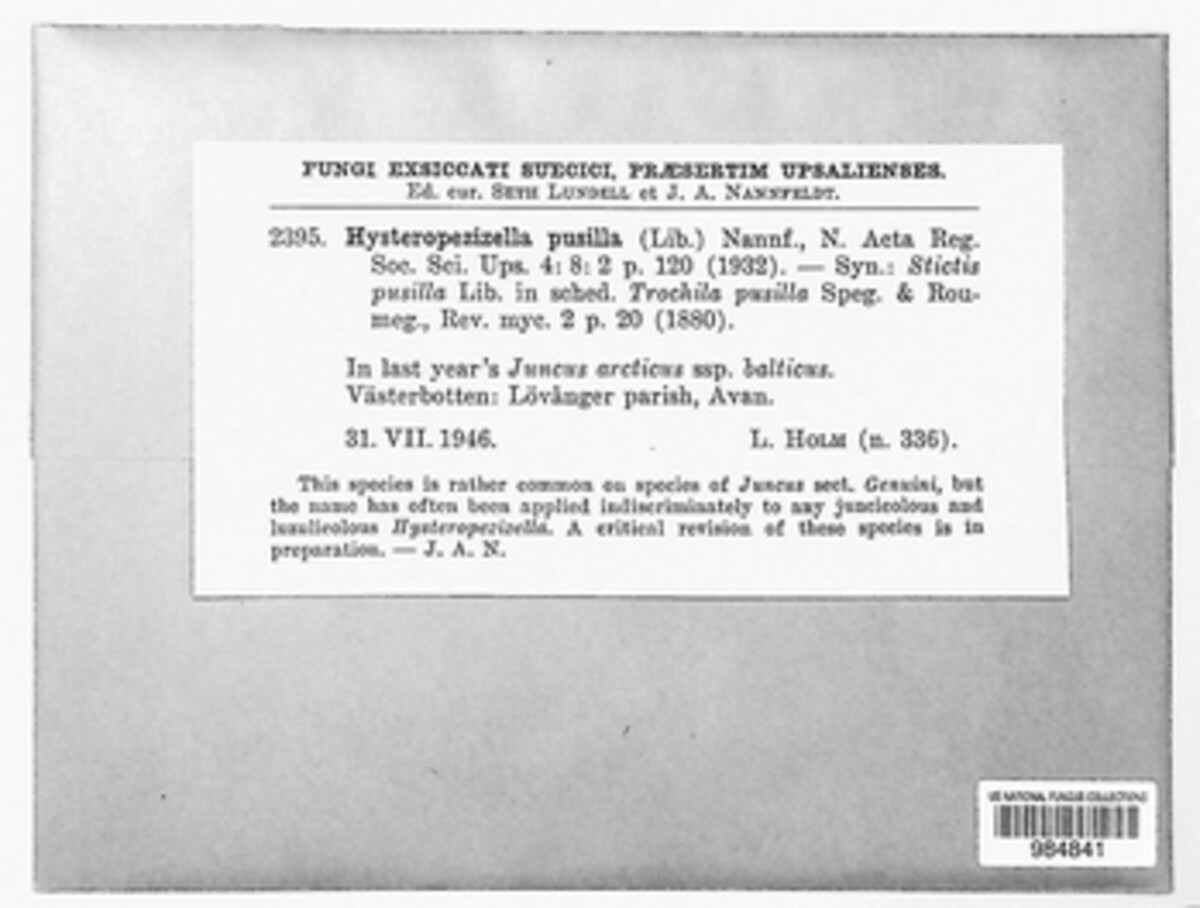 FUNGI EXSICCATI SUECICI, PRÆSERTIM UPSALIENSES.
Ed. cur. SETH LUNDELL et J. A. NANNFELDT.
2395. Hysteropezizella pusilla (Lib.) Nannf., N. Acta Reg.
Soc. Sci. Ups. 4: 8: 2 p. 120 (1932). — Syn.: Stictis
pusilla Lib. in sched. Trochila pusilla Speg. & Rou-
meg., Rev. myc. 2 p. 20 (1880).
In last year's Juncus arcticus ssp. balticus.
Västerbotten: Lövånger parish, Avan.
31. VII. 1946. L. HOLM (n. 336).
This species is rather common on species of Juncus sect. Genuini, but
the name has often been applied indiscriminately to any juncicolous and
luzulicolous Hysteropezizella. A critical revision of these species is in
preparation. — J. A. N.
US NATIONAL FUNGUS COLLECTIONS
984841